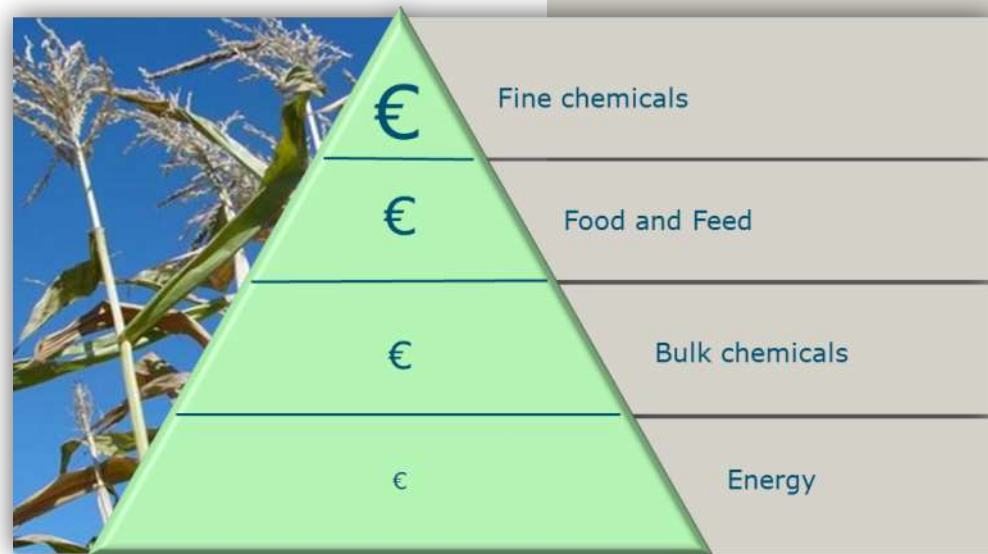 €
Fine chemicals
€
Food and Feed
€
Bulk chemicals
€
Energy